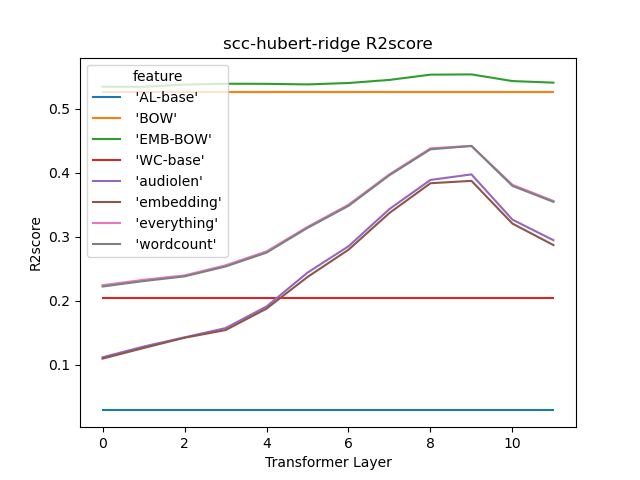 scc-hubert-ridge R2score
feature
'AL-base'
'BOW'
'EMB-BOW'
'WC-base'
'audiolen'
'embedding'
'everything'
'wordcount'
R2score
0.5
0.4
0.3
0.2
0.1
0 2 4 6 8 10
Transformer Layer